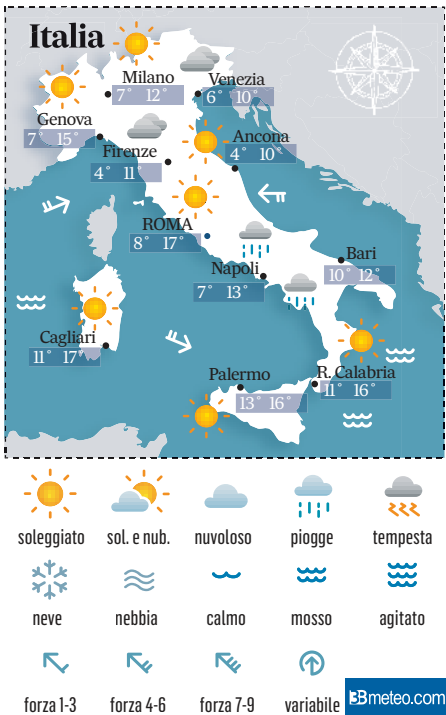 Italia
Milano
7° 12°
Venezia
6° 10°
Genova
7° 15°
Firenze
4° 11°
Ancona
4° 10°
ROMA
8° 17°
Napoli
7° 13°
Bari
10° 12°
Cagliari
11° 17°
Palermo
13° 16°
R. Calabria
11° 16°
soleggiato sol. e nub. nuvoloso piogge tempesta
neve nebbia calmo mosso agitato
forza 1-3 forza 4-6 forza 7-9 variabile
3Bmeteo.com